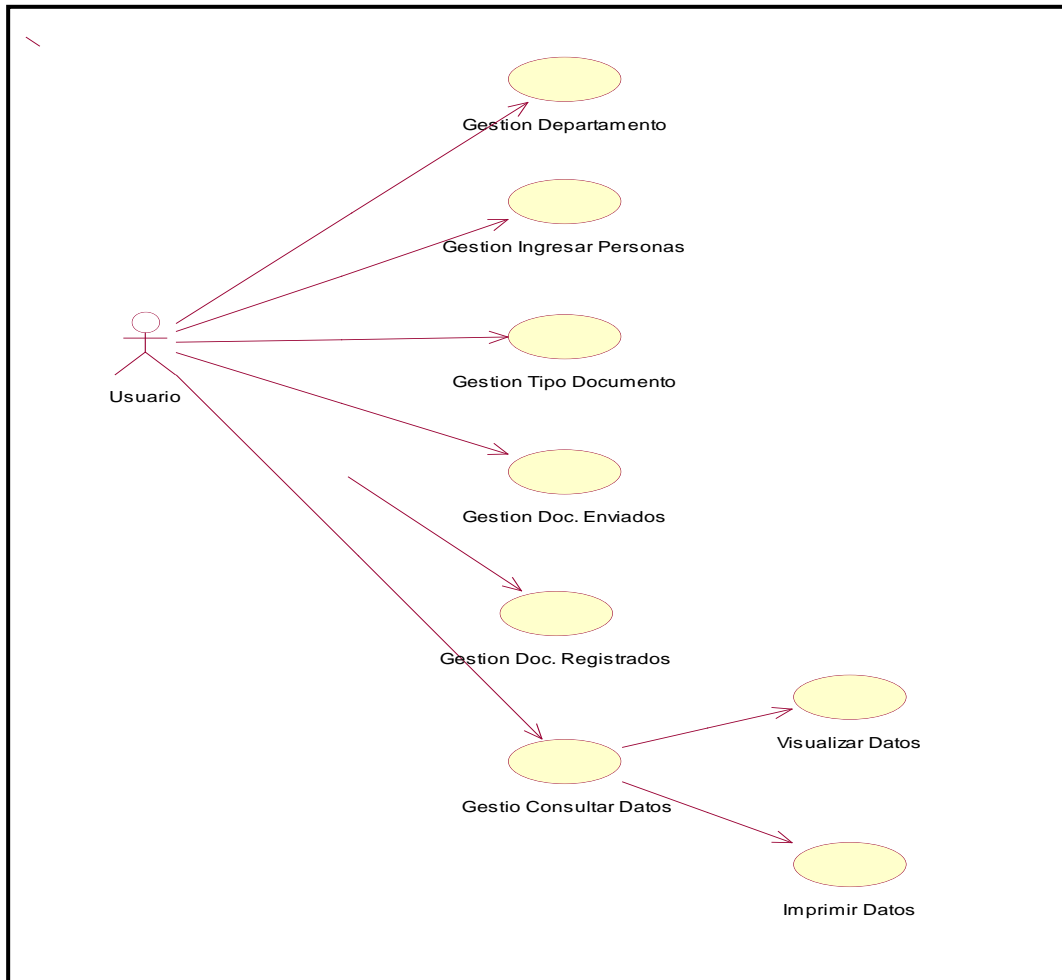 Gestion Departamento
Gestion Ingresar Personas
Usuario
Gestion Tipo Documento
Gestion Doc. Enviados
Gestion Doc. Registrados
Visualizar Datos
Gestio Consultar Datos
Imprimir Datos